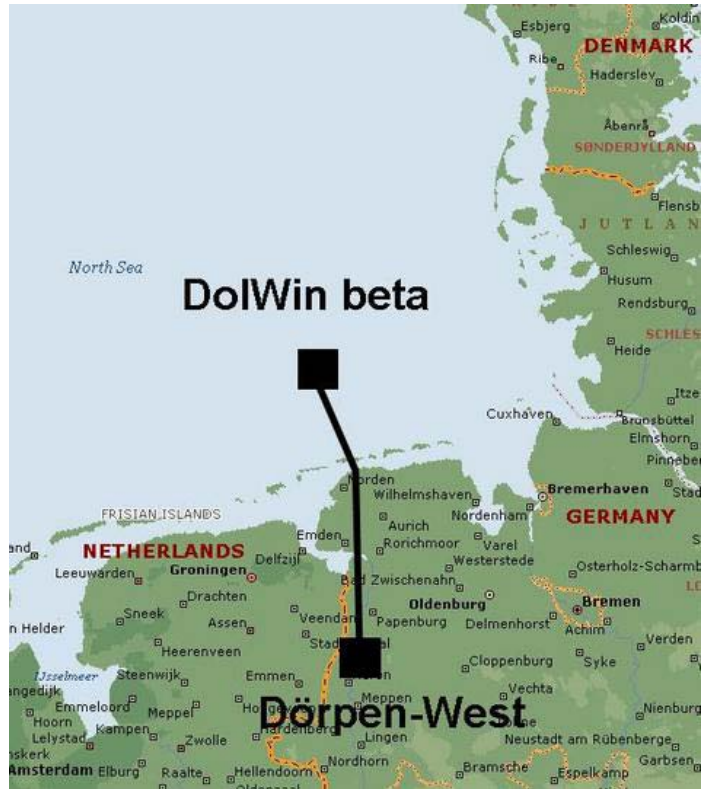 Esbjerg
Koldin
DENMARK
Ribe
Haderslev
Åbenrå
SØNDERJYLLAND
Flensb
JUTLAN
Schleswig
North Sea
Husum
DolWin beta
Rendsburg
SCHLES
Heide
Itze
Cuxhaven
Brunsbüttel
Elmshorn
Pinneber
Norden
Wilhelmshaven
Bremerhaven
Stad
FRISIAN ISLANDS
Nordenham
GERMANY
Aurich
Emden
Rorichmoor
Varel
NETHERLANDS
Delfzijl
Westerstede
Osterholz-Scharmb
Leeuwarden
Groningen
Bad Zwischenahn
Drachten
Oldenburg
Bremen
Sneek
Veendam
Papenburg
Delmenhorst
Achim
n Helder
Assen
Verden
Heerenveen
Syke
IJsselmeer
Steenwijk
Emmen
Cloppenburg
Meppen
Vechta
Emmeloord
Meppel
Dörpen-West
Nienburg
Hoorn
Kampen
Hardenberg
Lelystad
Zwolle
Lingen
Neustadt am Rübenberge
Garbsen
Amsterdam
Elburg
Raalte
Hellendoorn
Nordhorn
Bramsche
Espelkamp